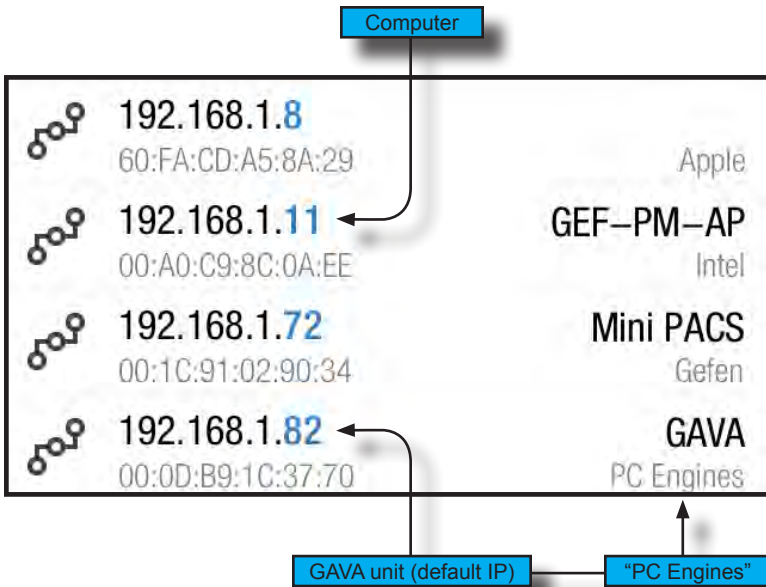 Computer
192.168.1.8
60:FA:CD:A5:8A:29 Apple
192.168.1.11 GEF–PM–AP
00:A0:C9:8C:0A:EE Intel
192.168.1.72 Mini PACS
00:1C:91:02:90:34 Gefen
192.168.1.82 GAVA
00:0D:B9:1C:37:70 PC Engines
GAVA unit (default IP) “PC Engines”